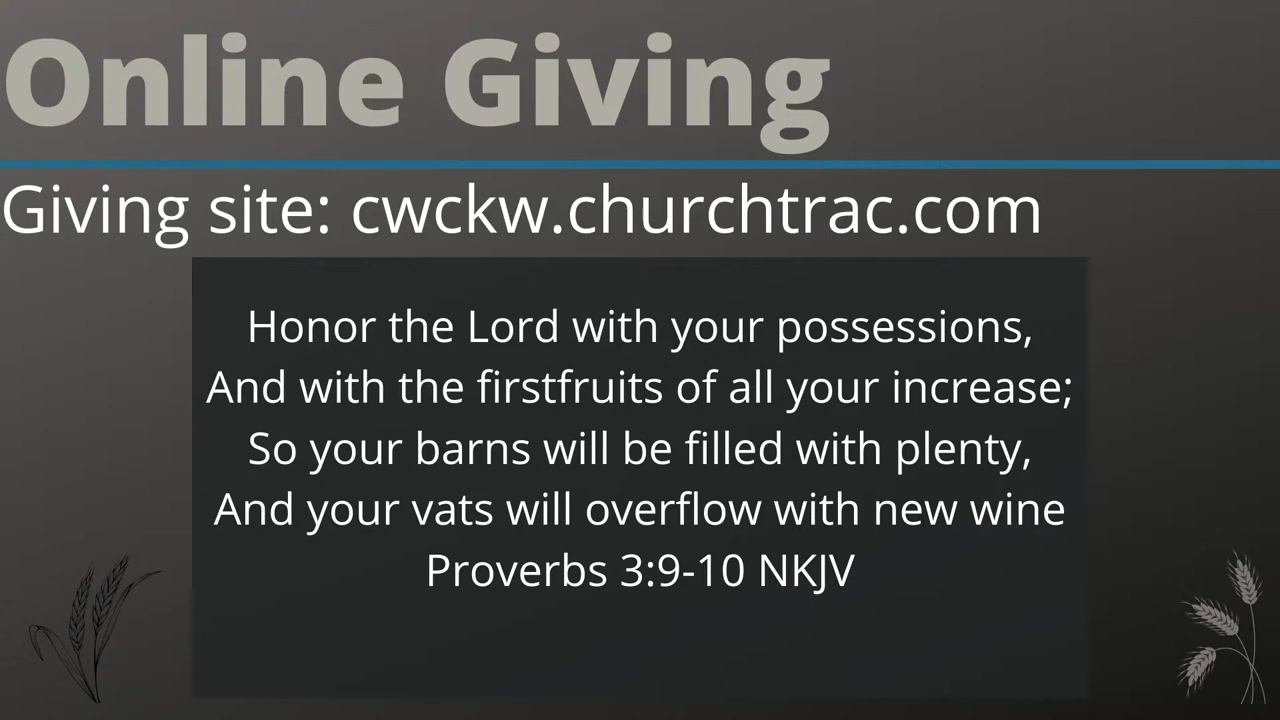 Online Giving
Giving site: cwckw.churchtrac.com
Honor the Lord with your possessions,
And with the firstfruits of all your increase;
So your barns will be filled with plenty,
And your vats will overflow with new wine
Proverbs 3:9-10 NKJV